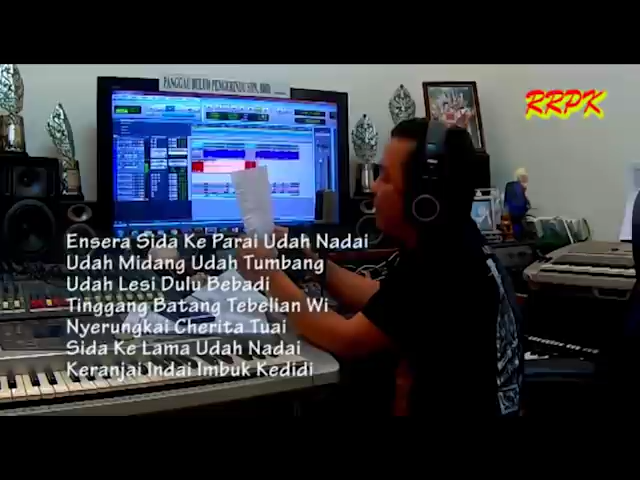 RRPK
Ensera Sida Ke Parai Udah Nadai
Udah Midang Udah Tumbang
Udah Lesi Dulu Bebadi
Tinggang Batang Tebelian Wi
Nyerungkai Cherita Tuai
Sida Ke Lama Udah Nadai
Keranjai Indai Imbuk Kedidi